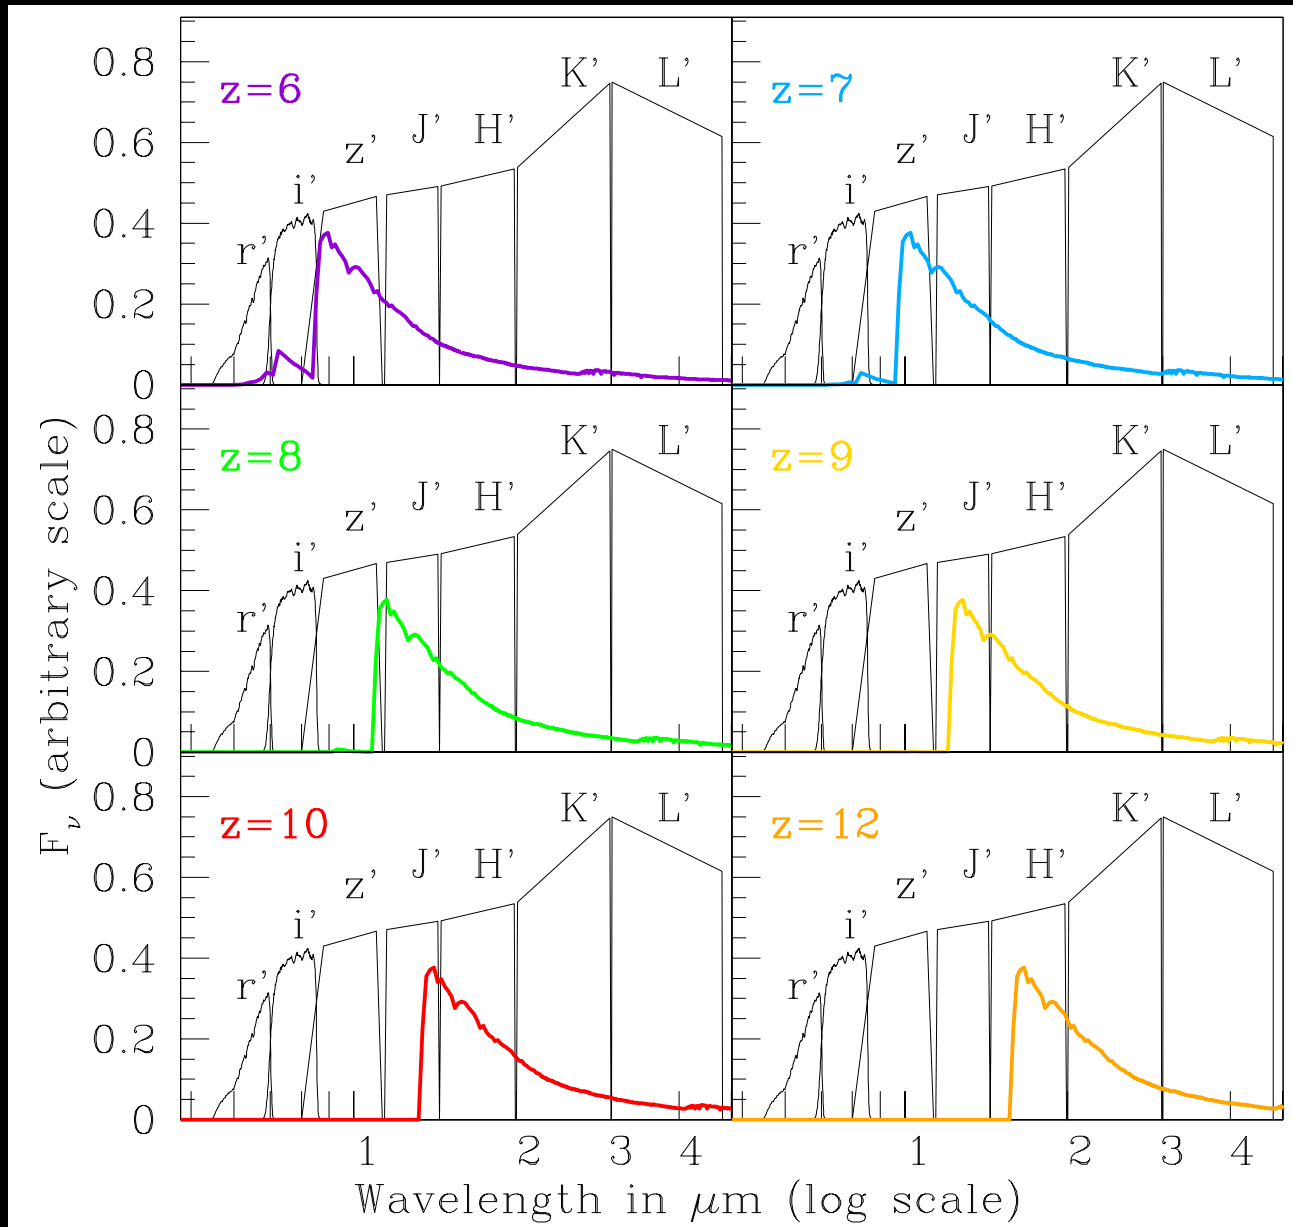 z=6
r’ i’ z’ J’ H’ K’ L’
z=7
r’ i’ z’ J’ H’ K’ L’
0.8
0.6
0.4
0.2
0
z=8
r’ i’ z’ J’ H’ K’ L’
z=9
r’ i’ z’ J’ H’ K’ L’
0.8
0.6
0.4
0.2
0
z=10
r’ i’ z’ J’ H’ K’ L’
z=12
r’ i’ z’ J’ H’ K’ L’
0.8
0.6
0.4
0.2
0
F_ν (arbitrary scale)
1 2 3 4
1 2 3 4
Wavelength in μm (log scale)